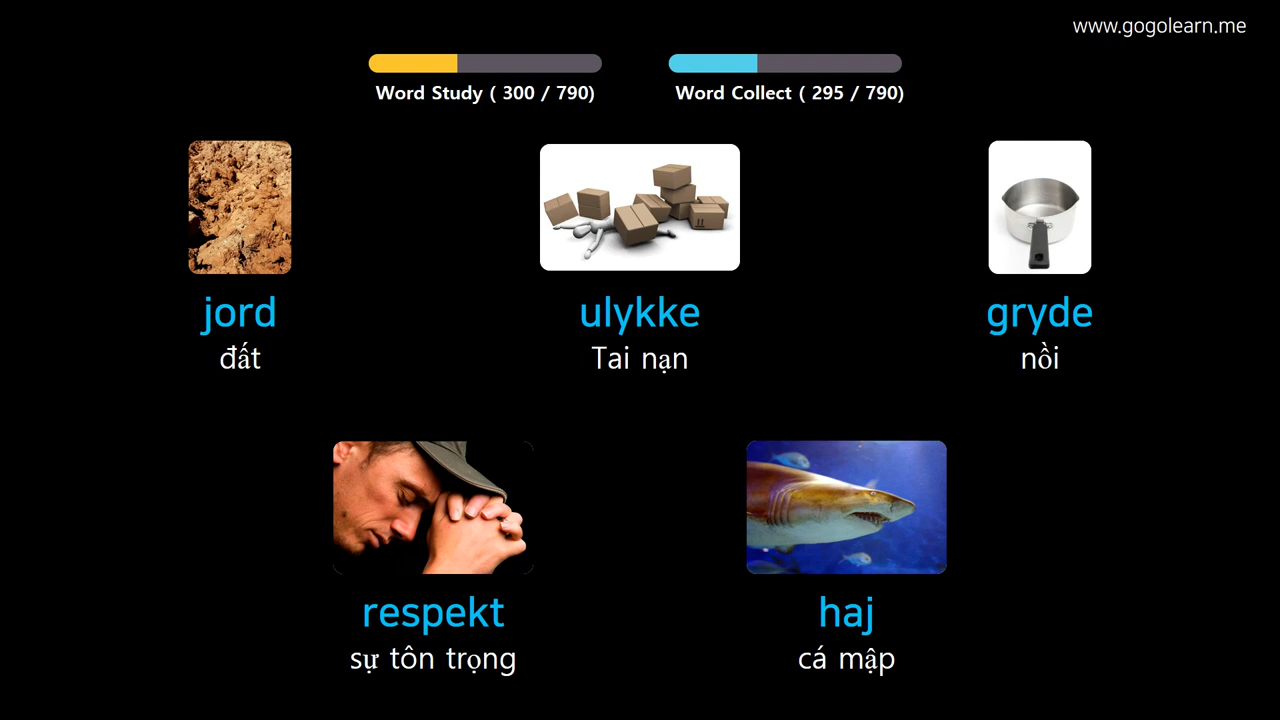 www.gogolearn.me
Word Study ( 300 / 790)
Word Collect ( 295 / 790)
jord
đất
ulykke
Tai nạn
gryde
nồi
respekt
sự tôn trọng
haj
cá mập